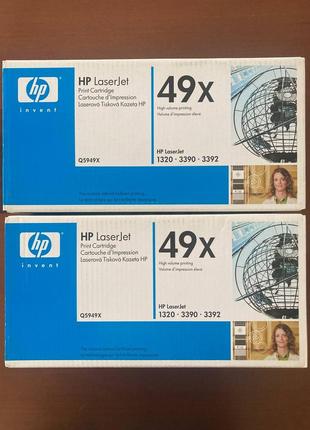 hp
invent
HP LaserJet
Print Cartridge
Cartouche d'Impression
Laserová Tisková Kazeta HP
Q5949X
49X
High volume printing
Volume d'impression élevé
HP LaserJet
1320 · 3390 · 3392
hp
invent
HP LaserJet
Print Cartridge
Cartouche d'Impression
Laserová Tisková Kazeta HP
Q5949X
49X
High volume printing
Volume d'impression élevé
HP LaserJet
1320 · 3390 · 3392